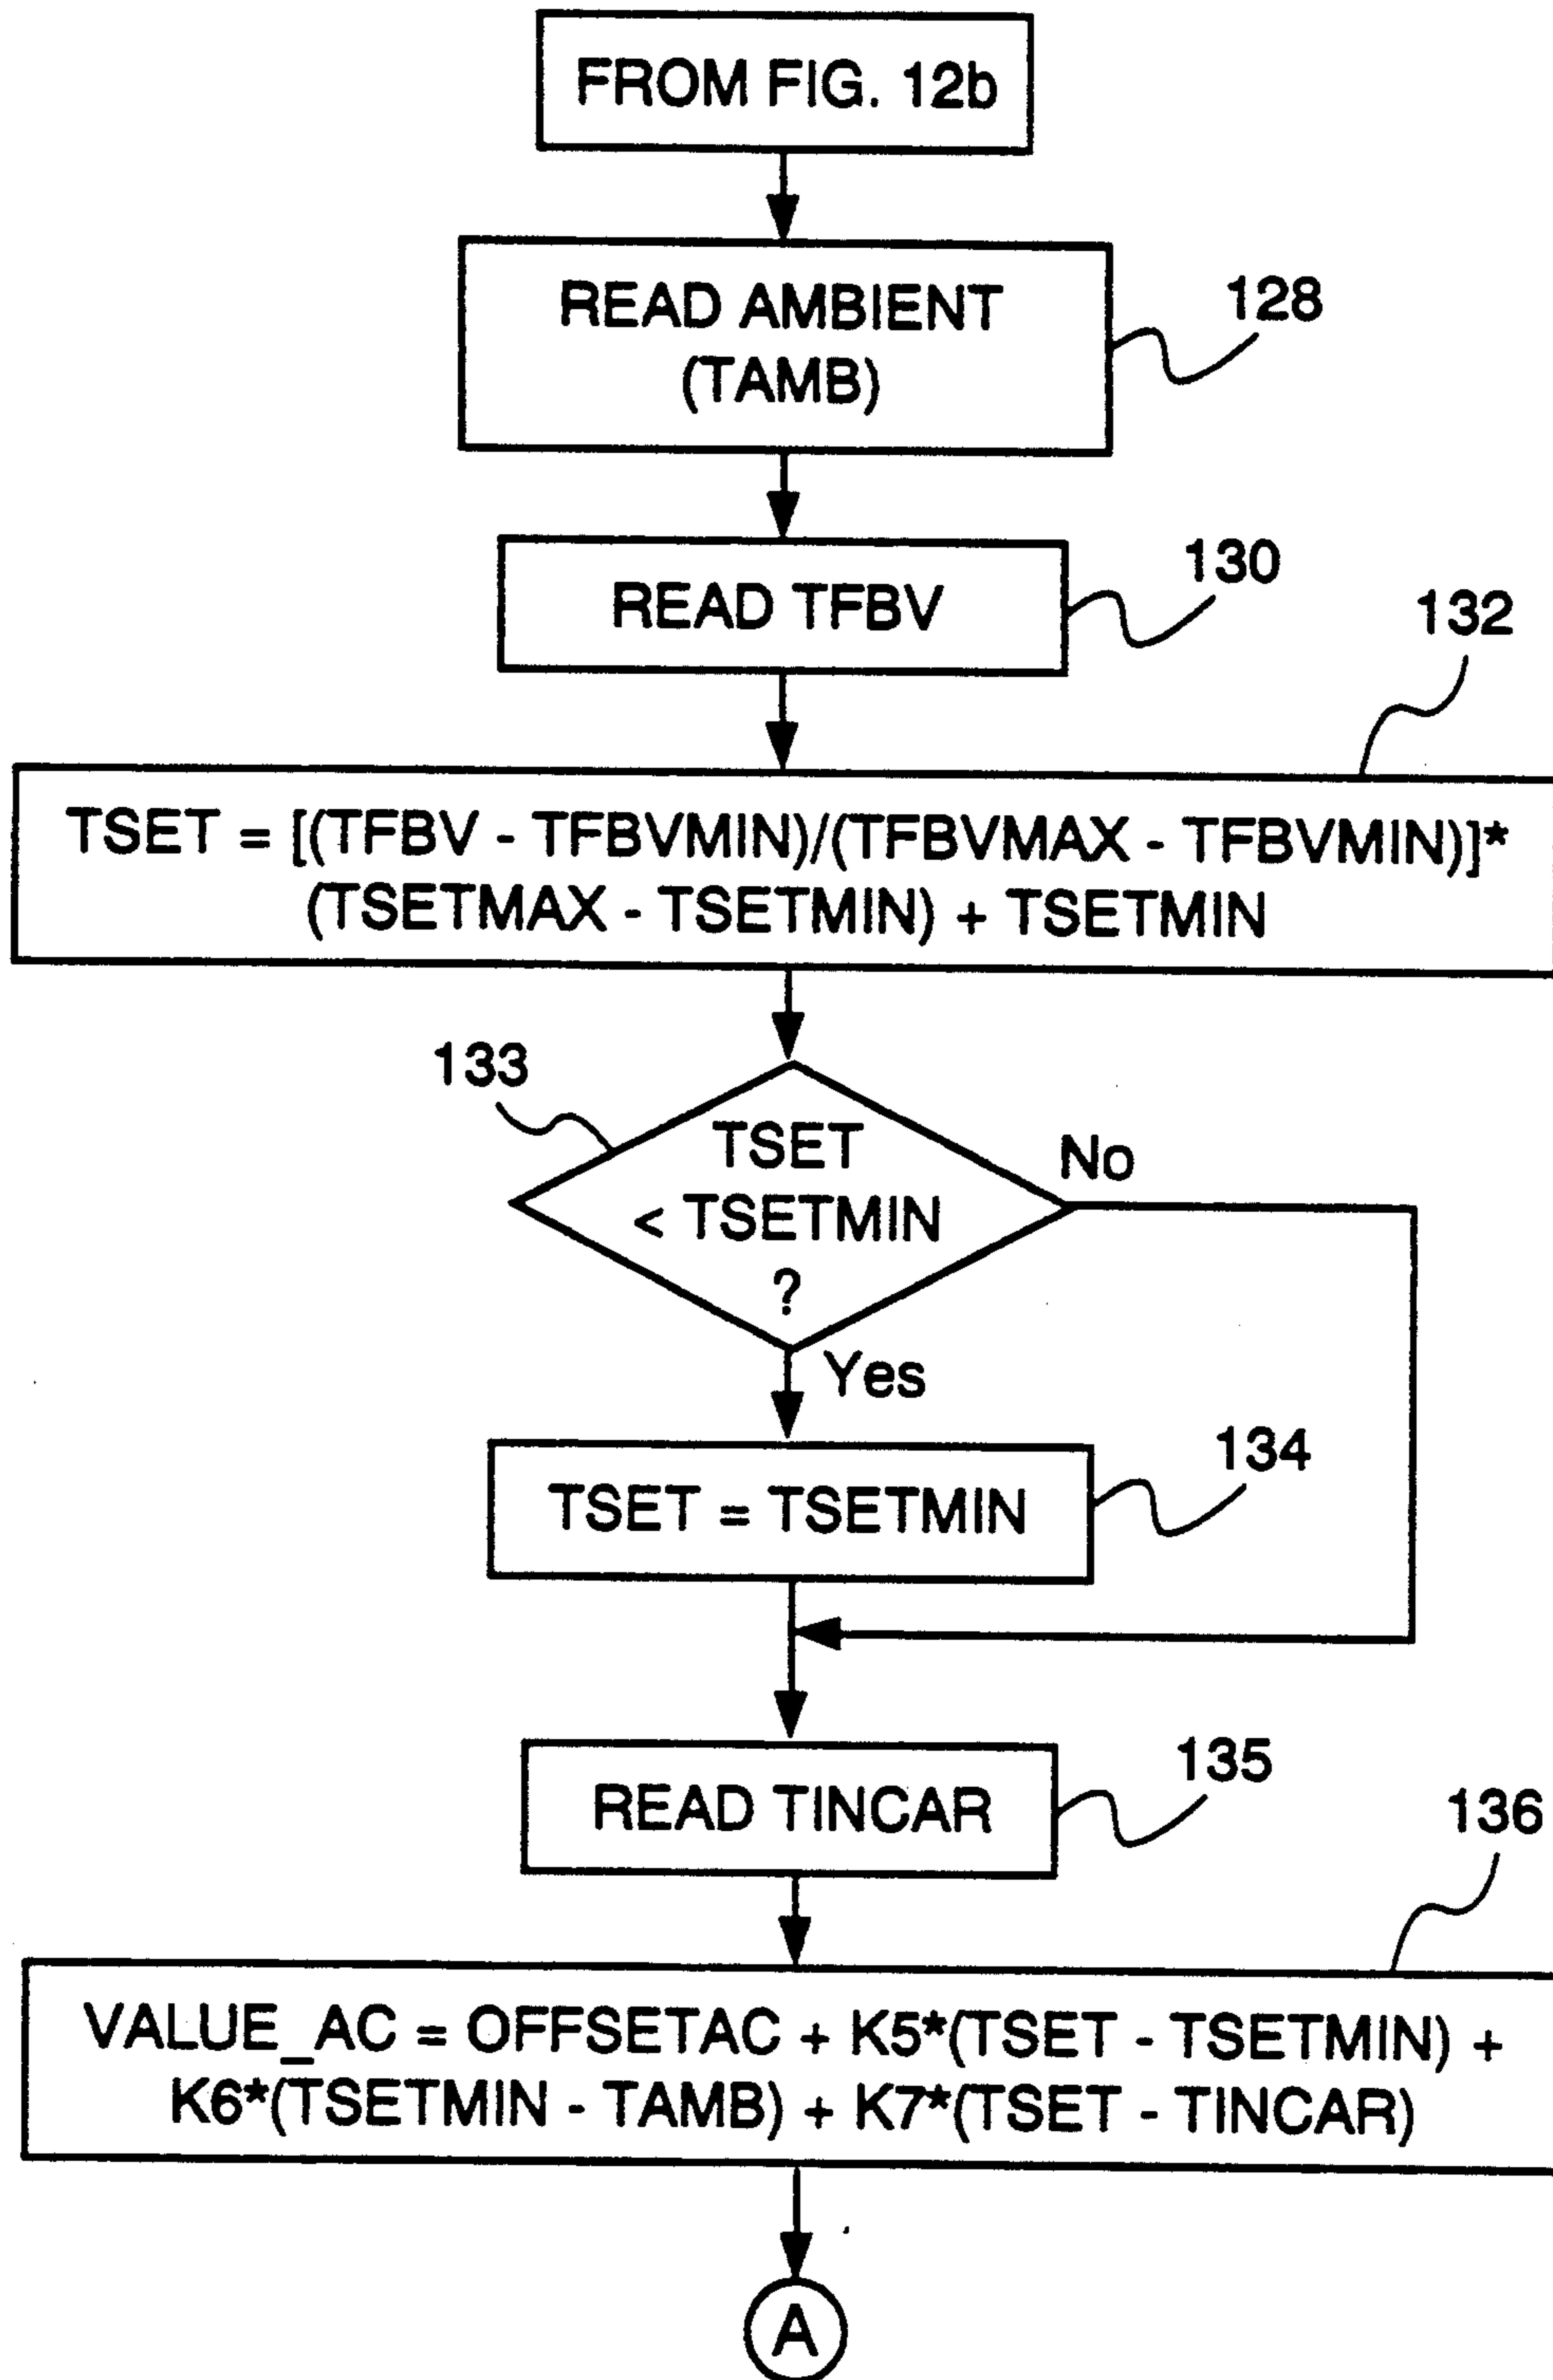 FROM FIG. 12b
READ AMBIENT
(TAMB)
128
READ TFBV
130
132
TSET = [(TFBV - TFBVMIN)/(TFBVMAX - TFBVMIN)]*
(TSETMAX - TSETMIN) + TSETMIN
133
TSET
< TSETMIN
?
No
Yes
TSET = TSETMIN
134
READ TINCAR
135
136
VALUE_AC = OFFSETAC + K5*(TSET - TSETMIN) +
K6*(TSETMIN - TAMB) + K7*(TSET - TINCAR)
A